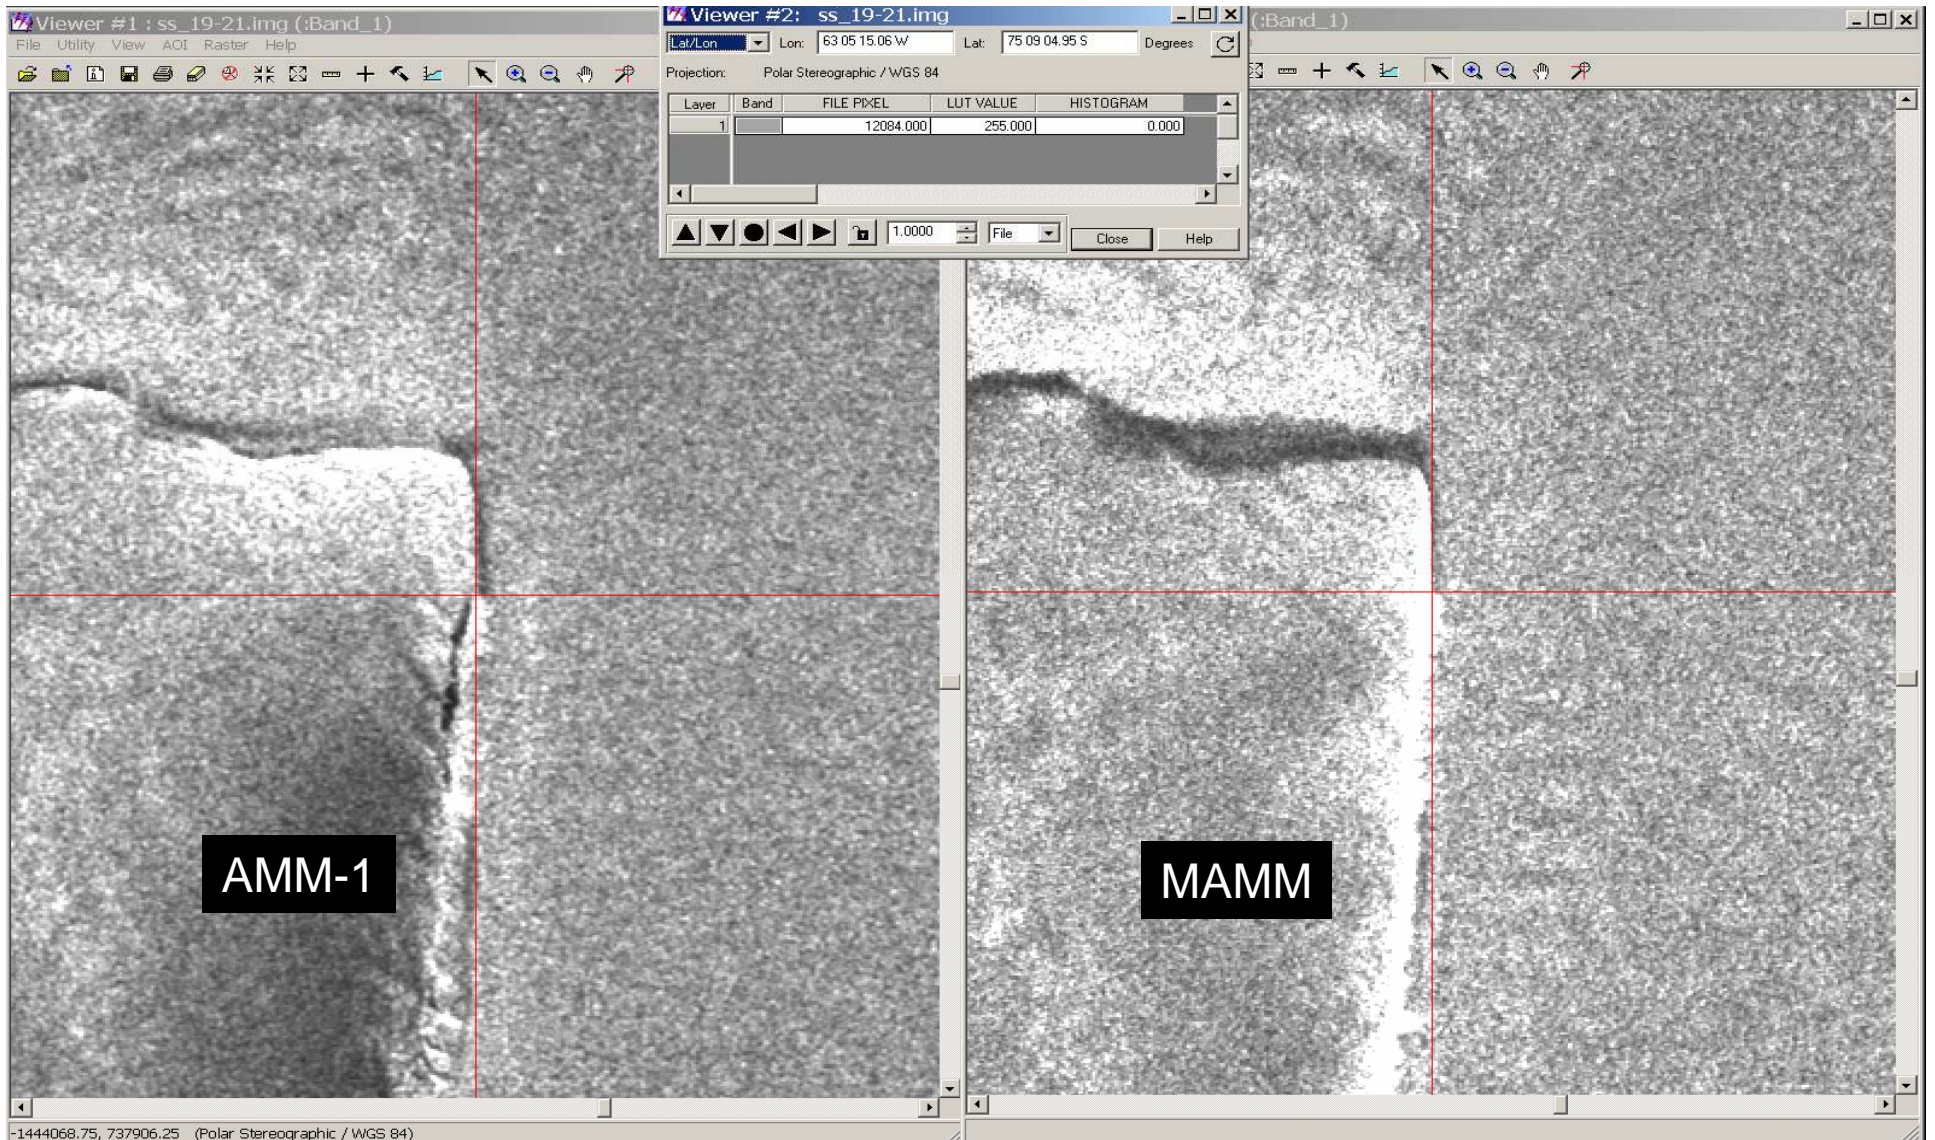 Viewer #1 : ss_19-21.img (:Band_1)
File Utility View AOI Raster Help
Viewer #2: ss_19-21.img
(:Band_1)
Lat/Lon Lon: 63 05 15.06 W Lat: 75 09 04.95 S Degrees
Projection: Polar Stereographic / WGS 84
Layer Band FILE PIXEL LUT VALUE HISTOGRAM
1 12084.000 255.000 0.000
1.0000 File Close Help
AMM-1
MAMM
-1444068.75, 737906.25 (Polar Stereographic / WGS 84)